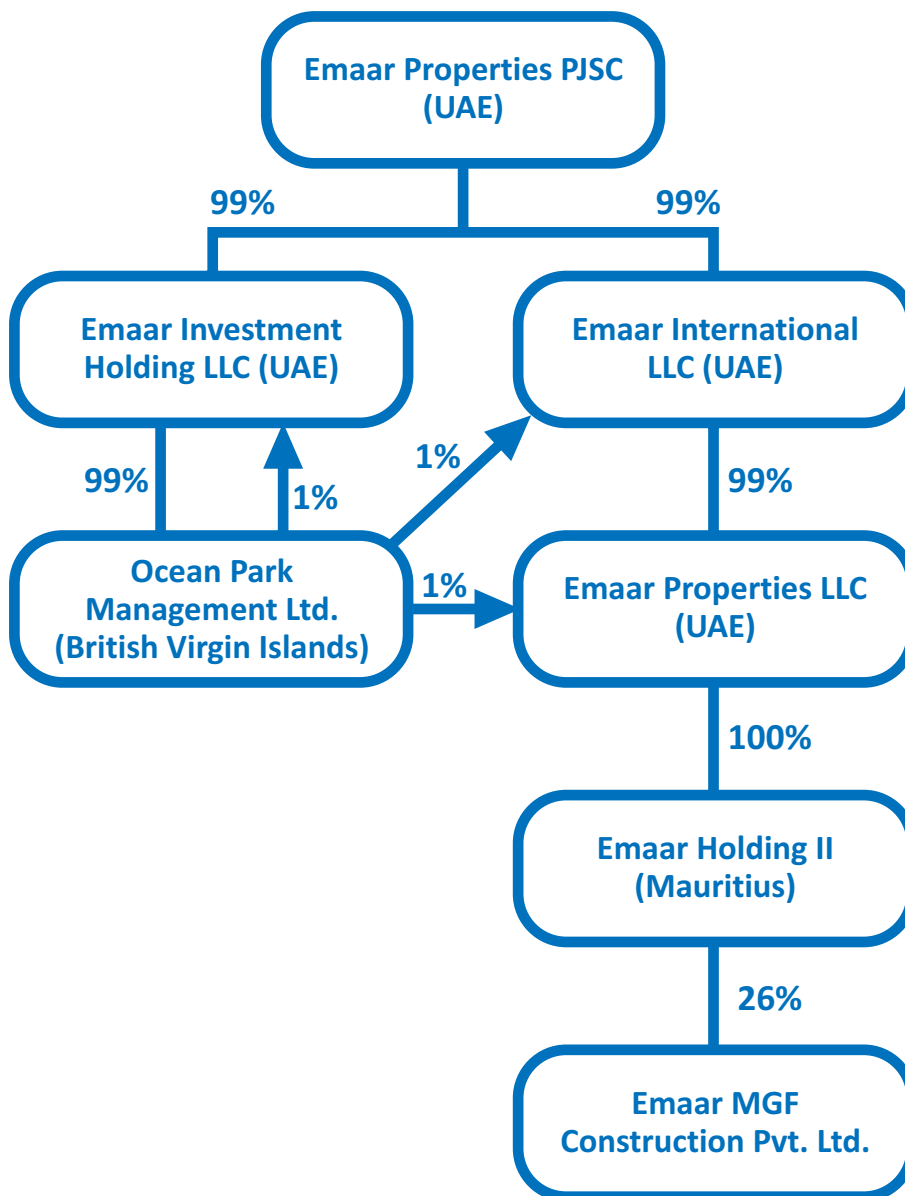 Emaar Properties PJSC
(UAE)
99%
99%
Emaar Investment
Holding LLC (UAE)
Emaar International
LLC (UAE)
99%
1%
1%
99%
Ocean Park
Management Ltd.
(British Virgin Islands)
1%
Emaar Properties LLC
(UAE)
100%
Emaar Holding II
(Mauritius)
26%
Emaar MGF
Construction Pvt. Ltd.